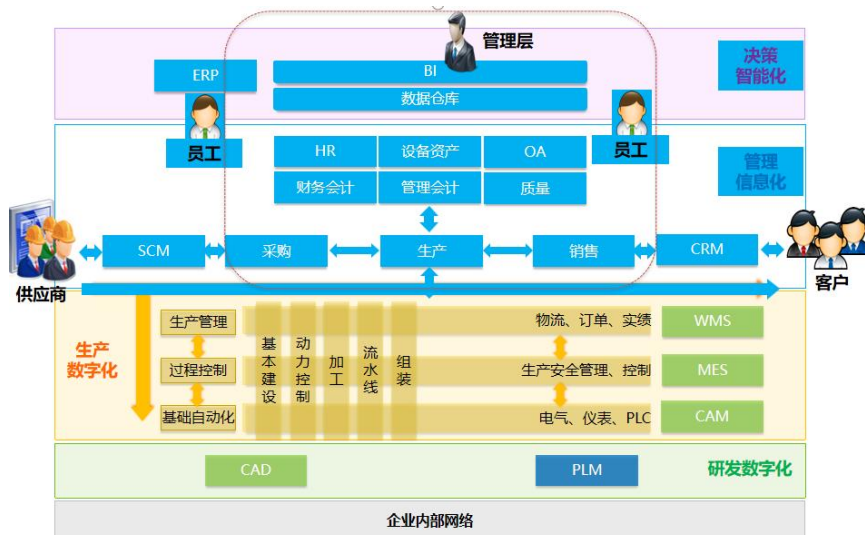 管理层
决策
智能化
ERP
BI
数据仓库
员工
员工
HR
设备资产
OA
管理
信息化
财务会计
管理会计
质量
SCM
采购
生产
销售
CRM
供应商
客户
生产
数字化
生产管理
过程控制
基础自动化
基本建设
动力控制
加工
流水线
组装
物流、订单、实绩
WMS
生产安全管理、控制
MES
电气、仪表、PLC
CAM
CAD
PLM
研发数字化
企业内部网络